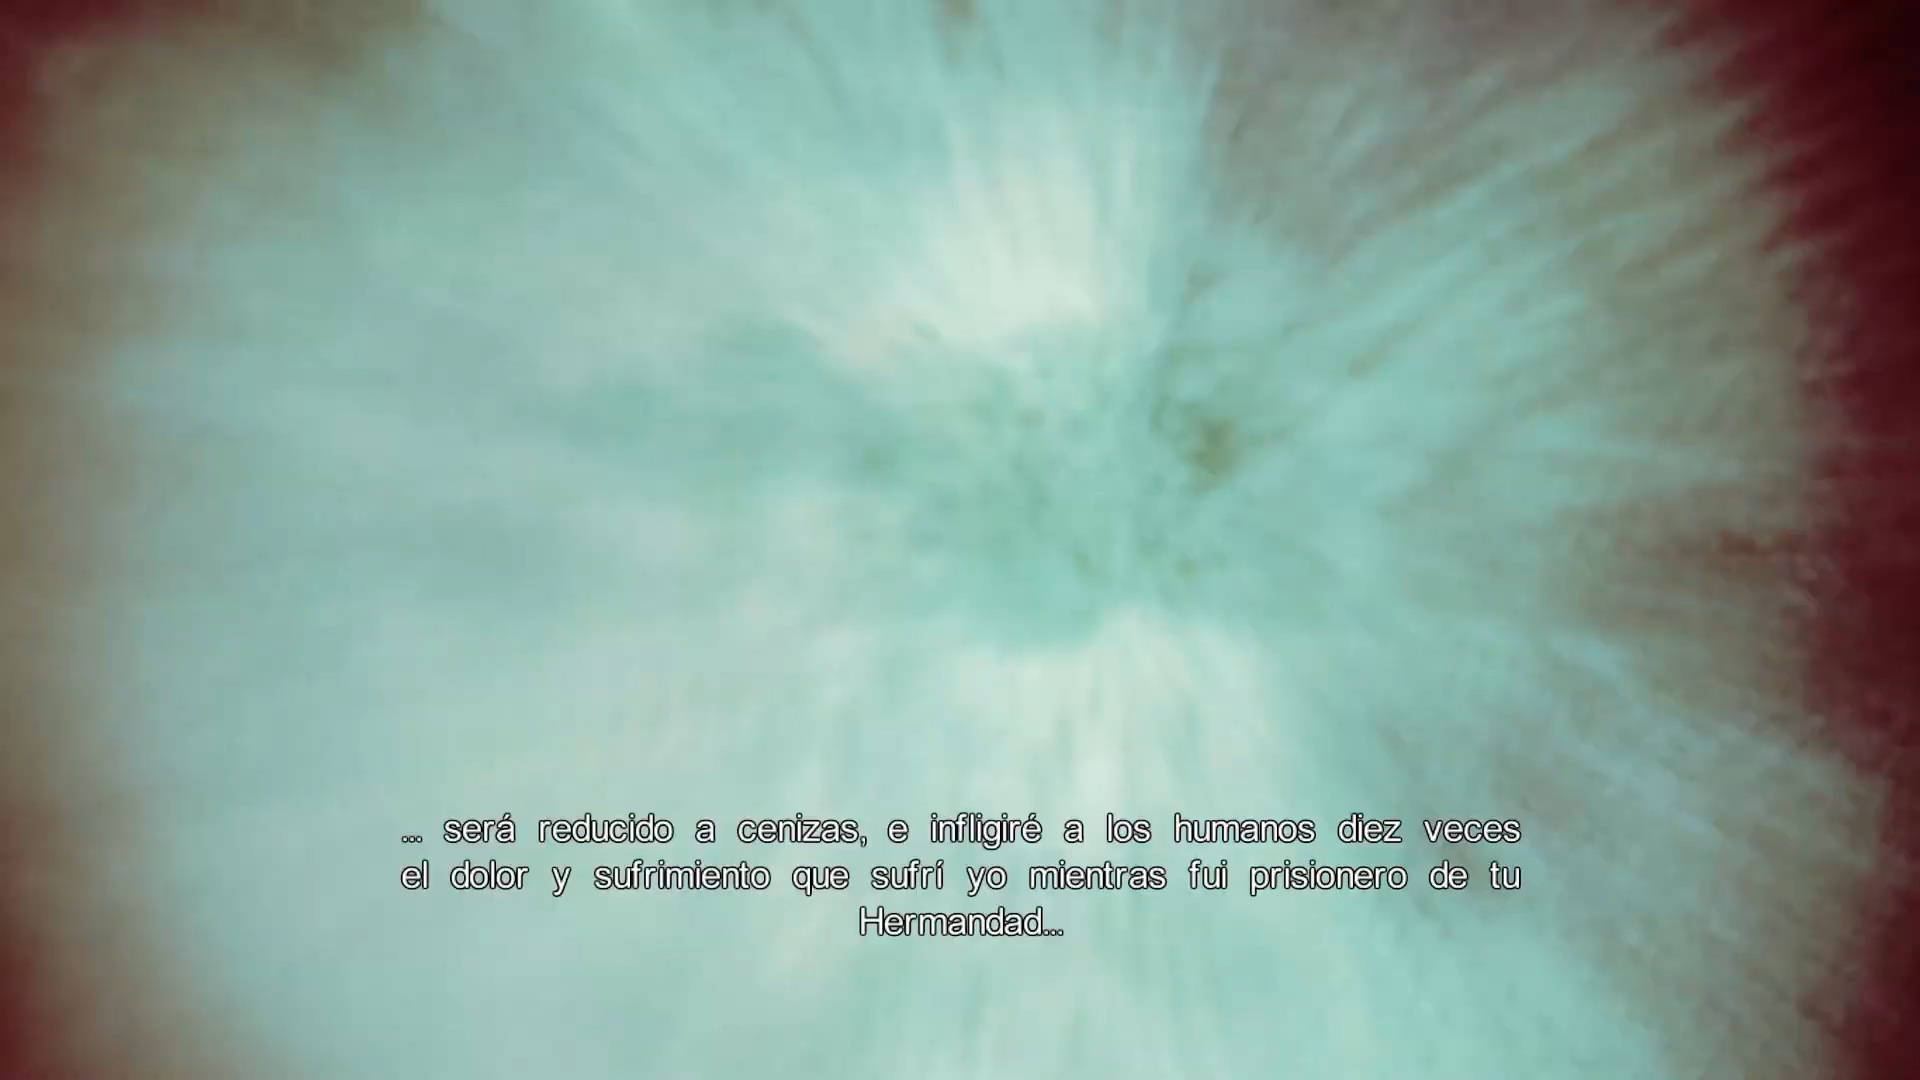 ... será reducido a cenizas, e infligiré a los humanos diez veces
el dolor y sufrimiento que sufrí yo mientras fui prisionero de tu
Hermandad...